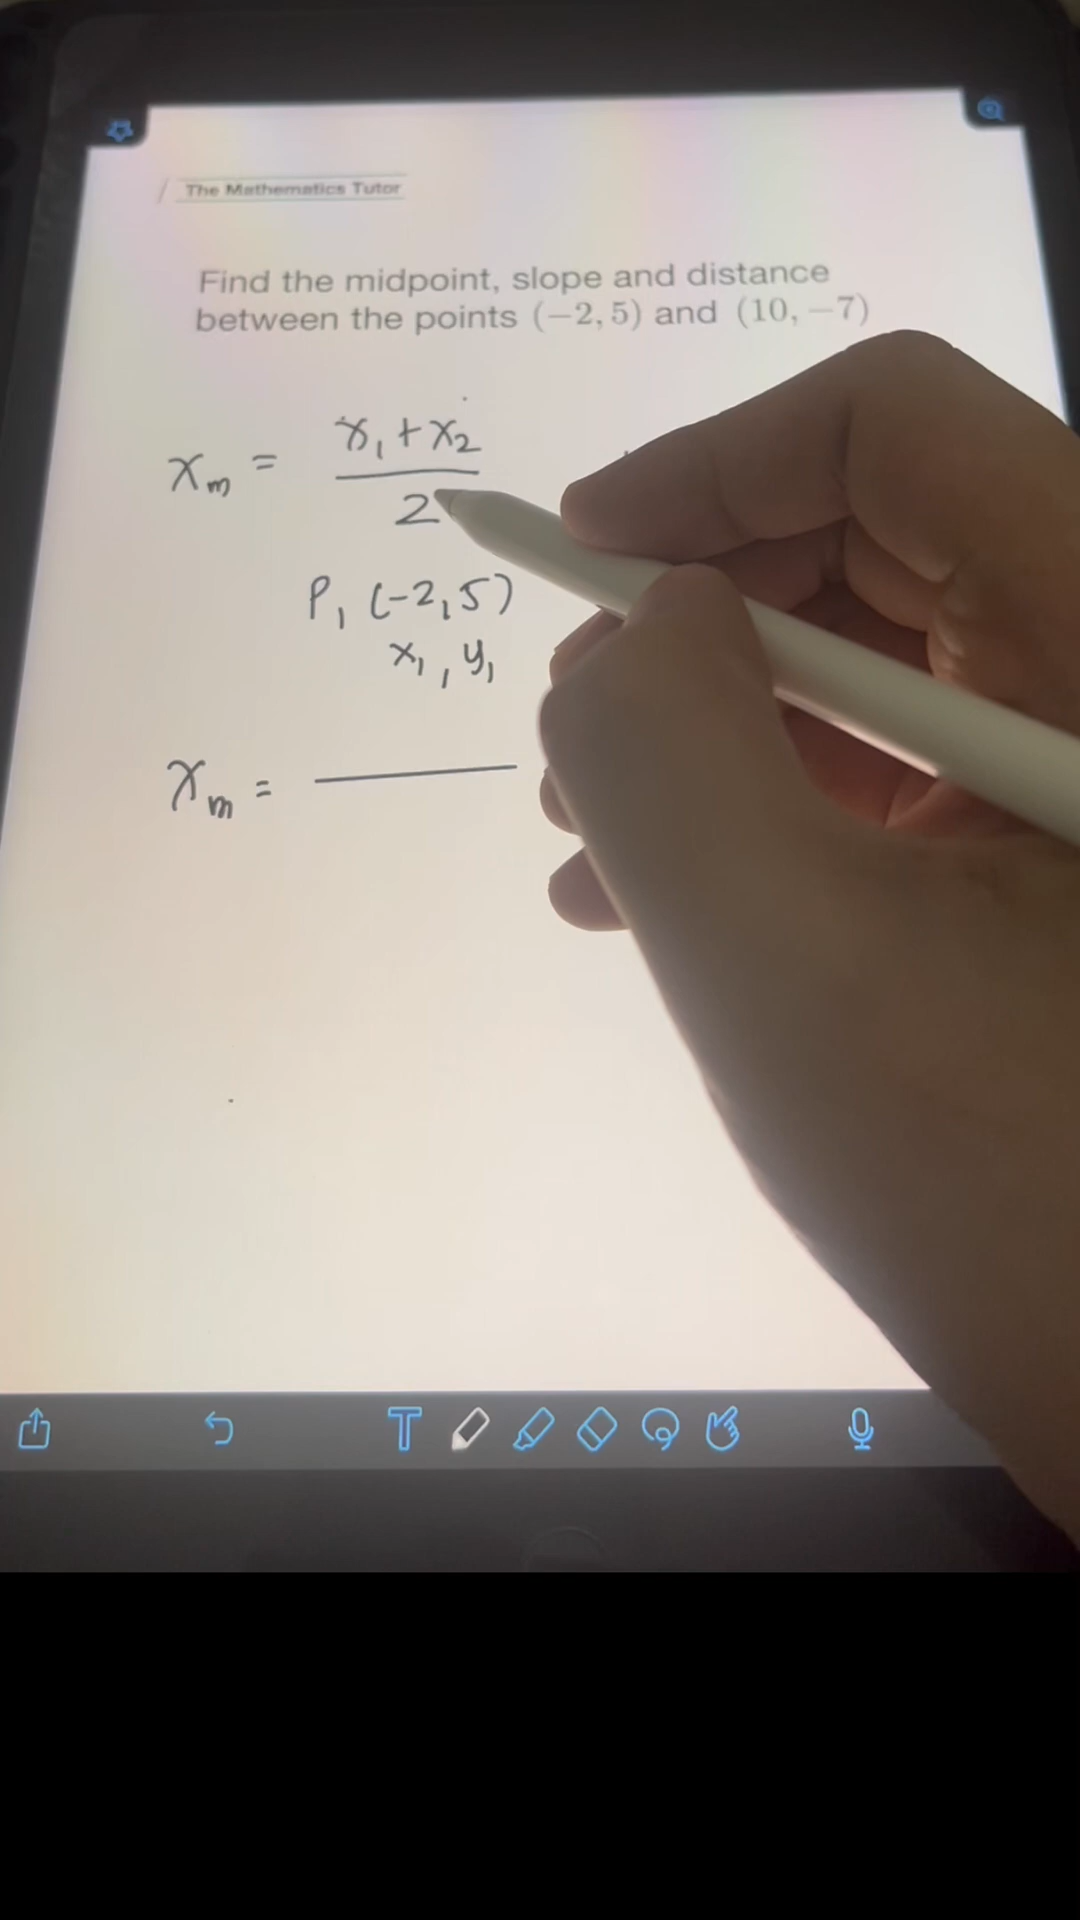 The Mathematics Tutor
Find the midpoint, slope and distance
between the points (−2, 5) and (10, −7)
x₁ + x₂
xₘ = ―
2
P₁ (-2, 5)
x₁, y₁
xₘ = ―
T